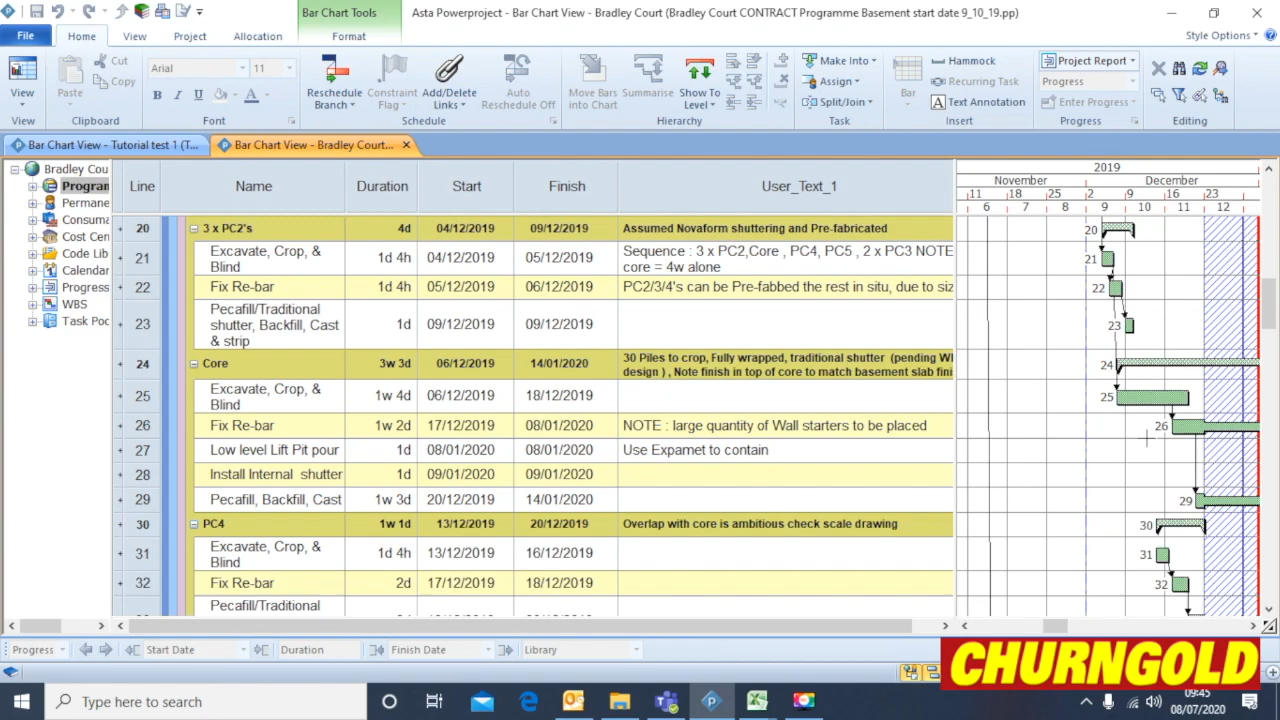 Bar Chart Tools
Asta Powerproject - Bar Chart View - Bradley Court (Bradley Court CONTRACT Programme Basement start date 9_10_19.pp)
File Home View Project Allocation Format Style Options
View Paste Cut Copy
Arial 11
B I U A
Reschedule Branch Constraint Flag Add/Delete Links Auto Reschedule Off
Move Bars into Chart Summarise Show To Level
Make Into Assign Split/Join
Bar Hammock Recurring Task Text Annotation
Project Report Progress Enter Progress
View Clipboard Font Schedule Hierarchy Task Insert Progress Editing
Bar Chart View - Tutorial test 1 (T... Bar Chart View - Bradley Court...
Bradley Cou
Program
Permane
Consuma
Cost Cen
Code Lib
Calendar
Progress
WBS
Task Poc
Line Name Duration Start Finish User_Text_1
2019
November December
11 18 25 2 9 16 23
6 7 8 9 10 11 12
20 3 x PC2's 4d 04/12/2019 09/12/2019 Assumed Novaform shuttering and Pre-fabricated
21 Excavate, Crop, & Blind 1d 4h 04/12/2019 05/12/2019 Sequence : 3 x PC2,Core , PC4, PC5 , 2 x PC3 NOTE
core = 4w alone
22 Fix Re-bar 1d 4h 05/12/2019 06/12/2019 PC2/3/4's can be Pre-fabbed the rest in situ, due to siz
23 Pecafill/Traditional shutter, Backfill, Cast & strip 1d 09/12/2019 09/12/2019
24 Core 3w 3d 06/12/2019 14/01/2020 30 Piles to crop, Fully wrapped, traditional shutter (pending WI
design ) , Note finish in top of core to match basement slab fini
25 Excavate, Crop, & Blind 1w 4d 06/12/2019 18/12/2019
26 Fix Re-bar 1w 2d 17/12/2019 08/01/2020 NOTE : large quantity of Wall starters to be placed
27 Low level Lift Pit pour 1d 08/01/2020 08/01/2020 Use Expamet to contain
28 Install Internal shutter 1d 09/01/2020 09/01/2020
29 Pecafill, Backfill, Cast 1w 3d 20/12/2019 14/01/2020
30 PC4 1w 1d 13/12/2019 20/12/2019 Overlap with core is ambitious check scale drawing
31 Excavate, Crop, & Blind 1d 4h 13/12/2019 16/12/2019
32 Fix Re-bar 2d 17/12/2019 18/12/2019
Pecafill/Traditional
20
21
22
23
24
25
26
29
30
31
32
Progress Start Date Duration Finish Date Library
CHURNGOLD
Type here to search
09:45
08/07/2020